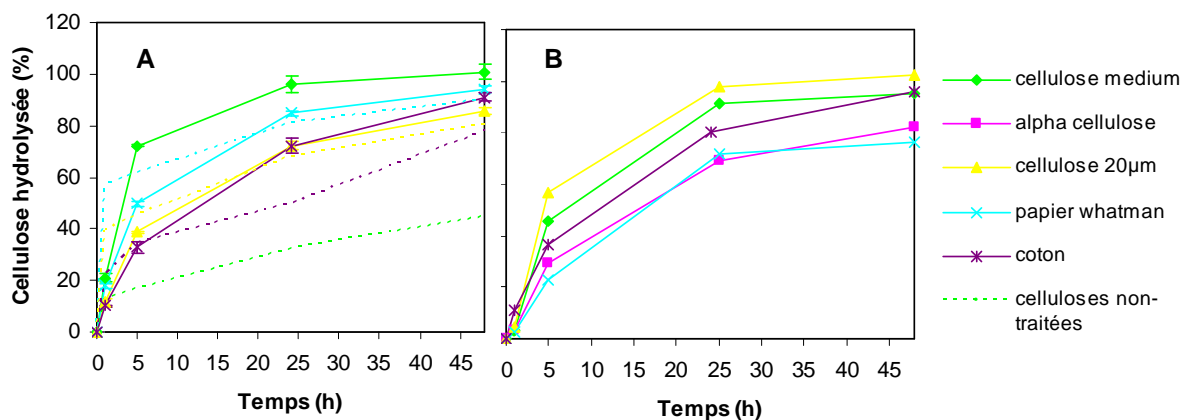 Cellulose hydrolysée (%)
120
100
80
60
40
20
0
A
B
0 5 10 15 20 25 30 35 40 45
0 5 10 15 20 25 30 35 40 45
Temps (h)
Temps (h)
cellulose medium
alpha cellulose
cellulose 20µm
papier whatman
coton
celluloses non-
traitées